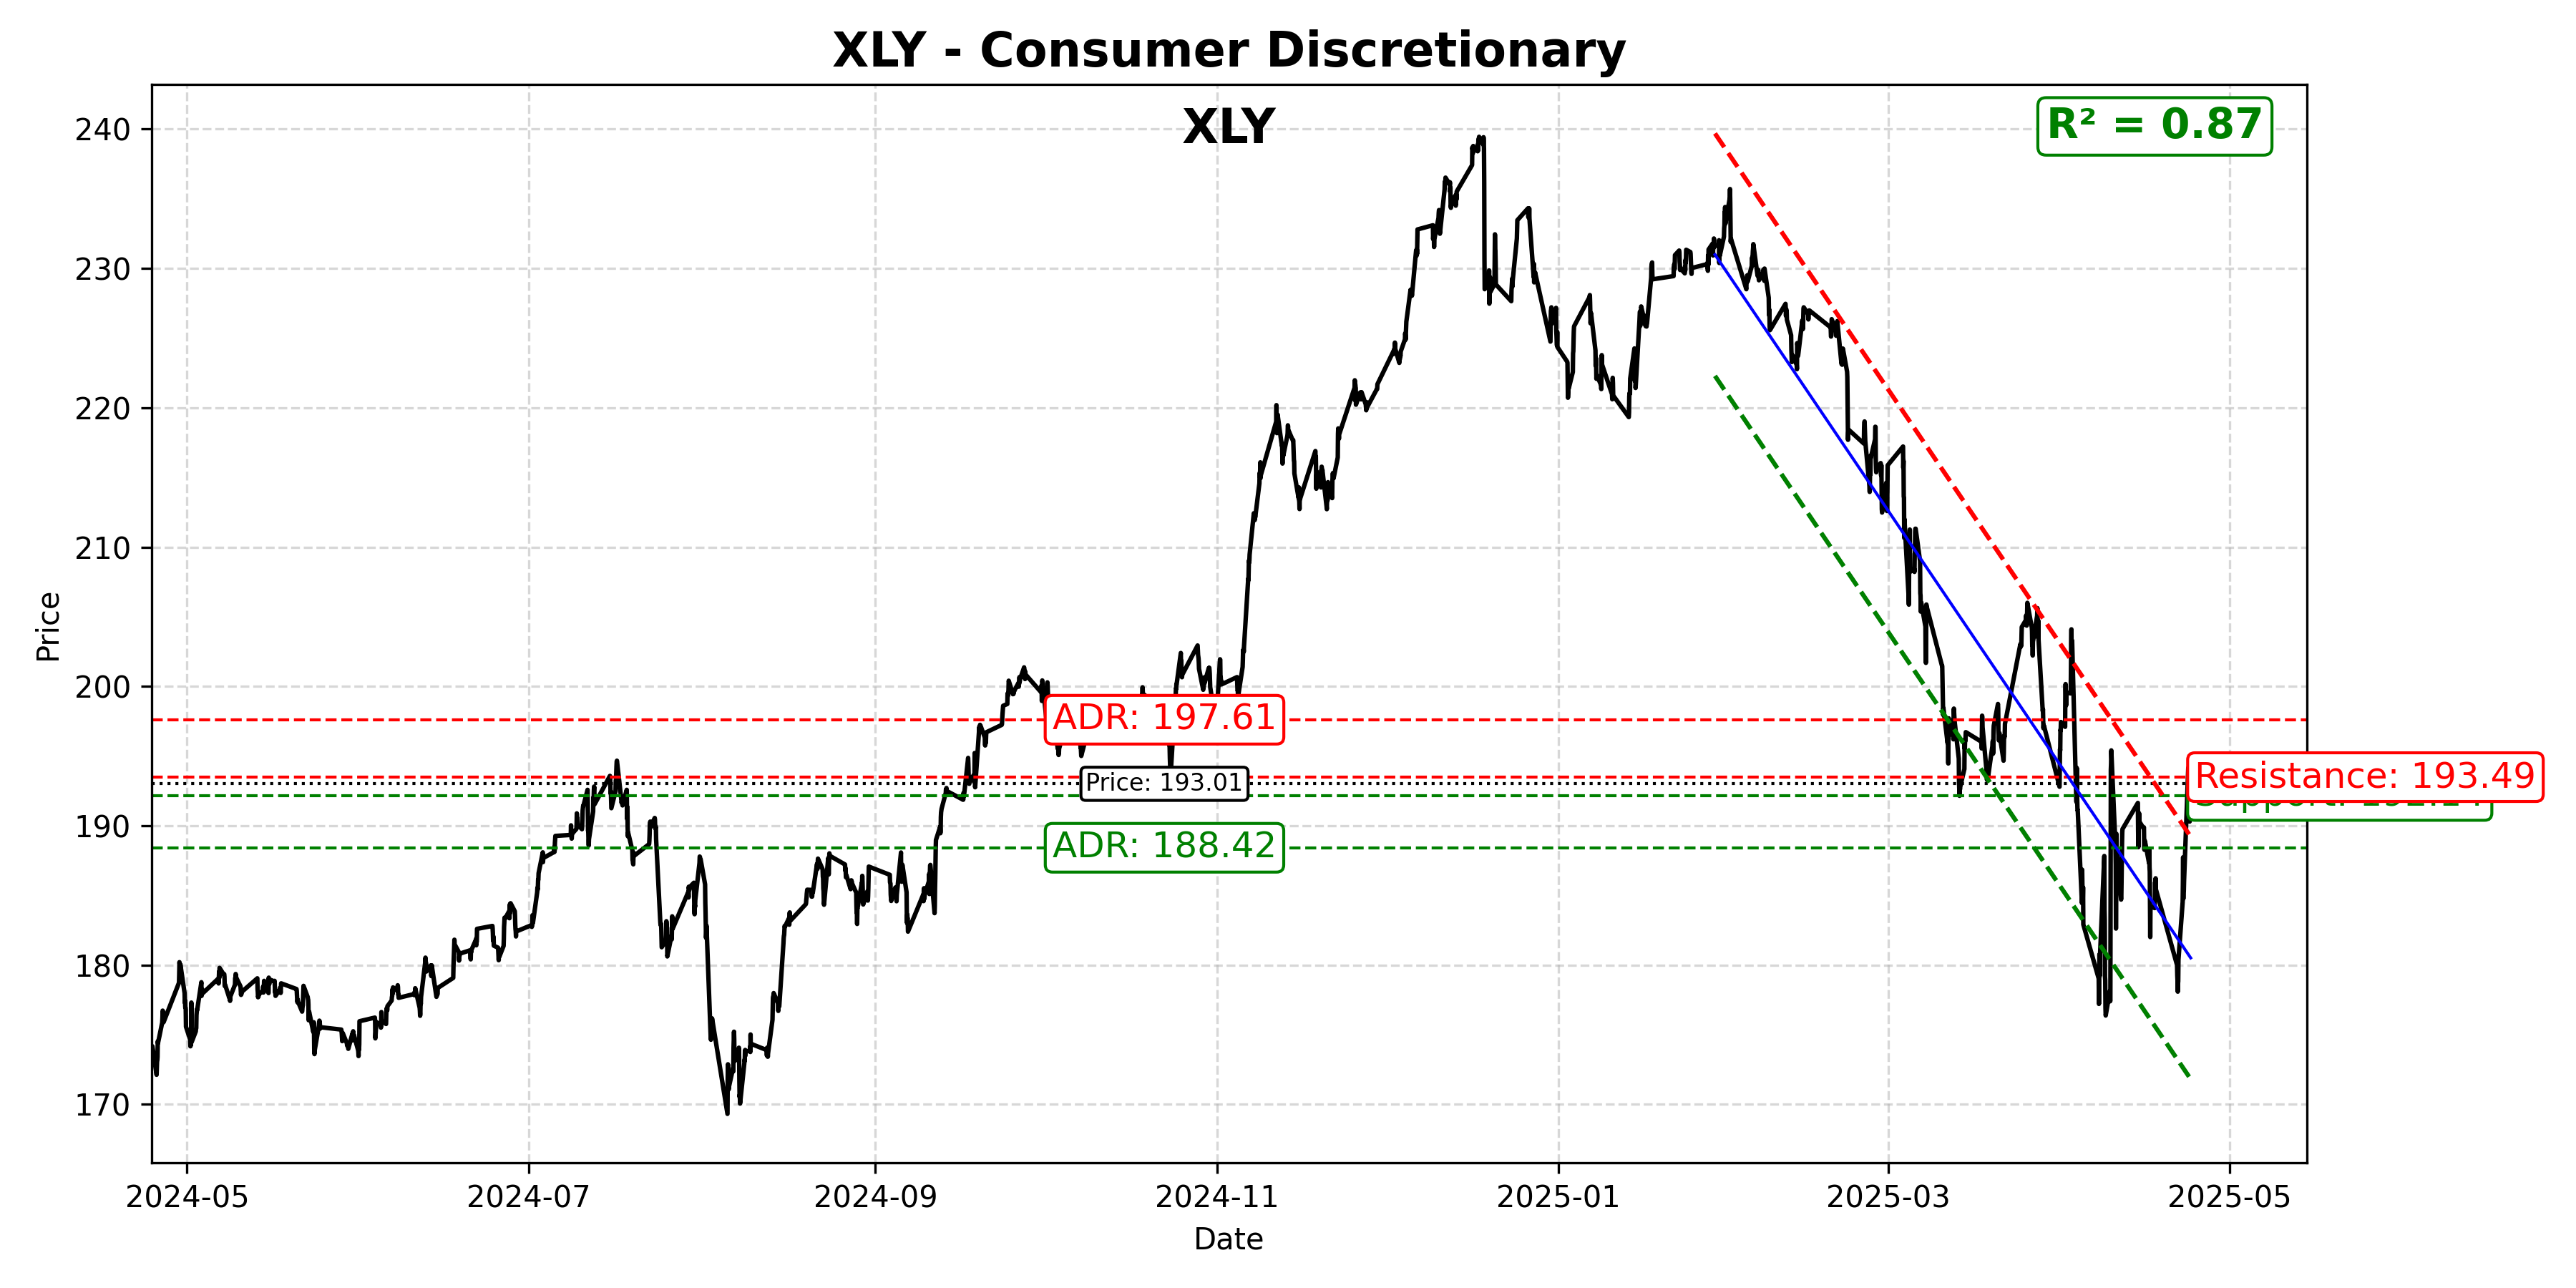 XLY - Consumer Discretionary
XLY
R² = 0.87
240
230
220
210
200
190
180
170
Price
ADR: 197.61
Price: 193.01
ADR: 188.42
Resistance: 193.49
2024-05
2024-07
2024-09
2024-11
2025-01
2025-03
2025-05
Date